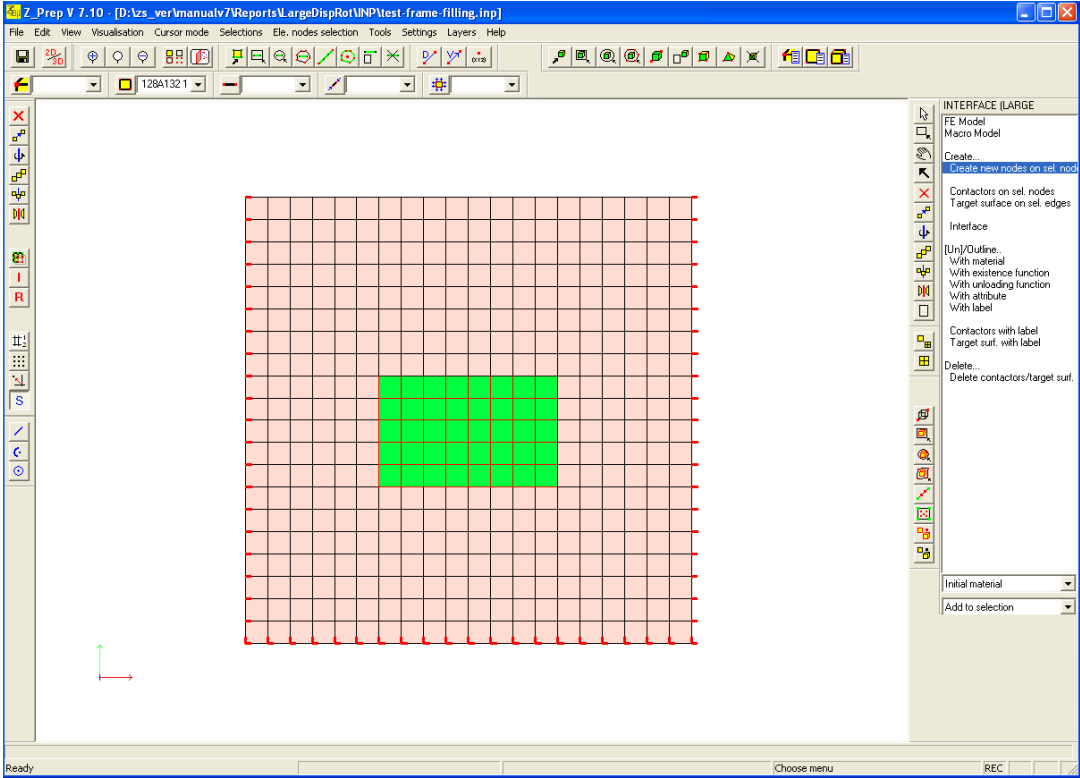 Z_Prep V 7.10 - [D:\zs_ver\manualv7\Reports\LargeDispRot\INP\test-frame-filling.inp]
File Edit View Visualisation Cursor mode Selections Ele. nodes selection Tools Settings Layers Help
2D/3D
(XYZ)
128A132 1
INTERFACE (LARGE
FE Model
Macro Model
Create...
Create new nodes on sel. node
Contactors on sel. nodes
Target surface on sel. edges
Interface
[Un]/Outline..
With material
With existence function
With unloading function
With attribute
With label
Contactors with label
Target surf. with label
Delete...
Delete contactors/target surf.
I
R
S
Initial material
Add to selection
Ready
Choose menu
REC